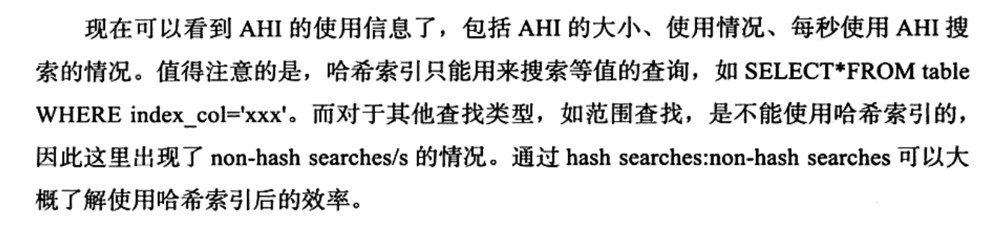 现在可以看到 AHI 的使用信息了，包括 AHI 的大小、使用情况、每秒使用 AHI 搜
索的情况。值得注意的是，哈希索引只能用来搜索等值的查询，如 SELECT*FROM table
WHERE index_col='xxx'。而对于其他查找类型，如范围查找，是不能使用哈希索引的，
因此这里出现了 non-hash searches/s 的情况。通过 hash searches:non-hash searches 可以大
概了解使用哈希索引后的效率。